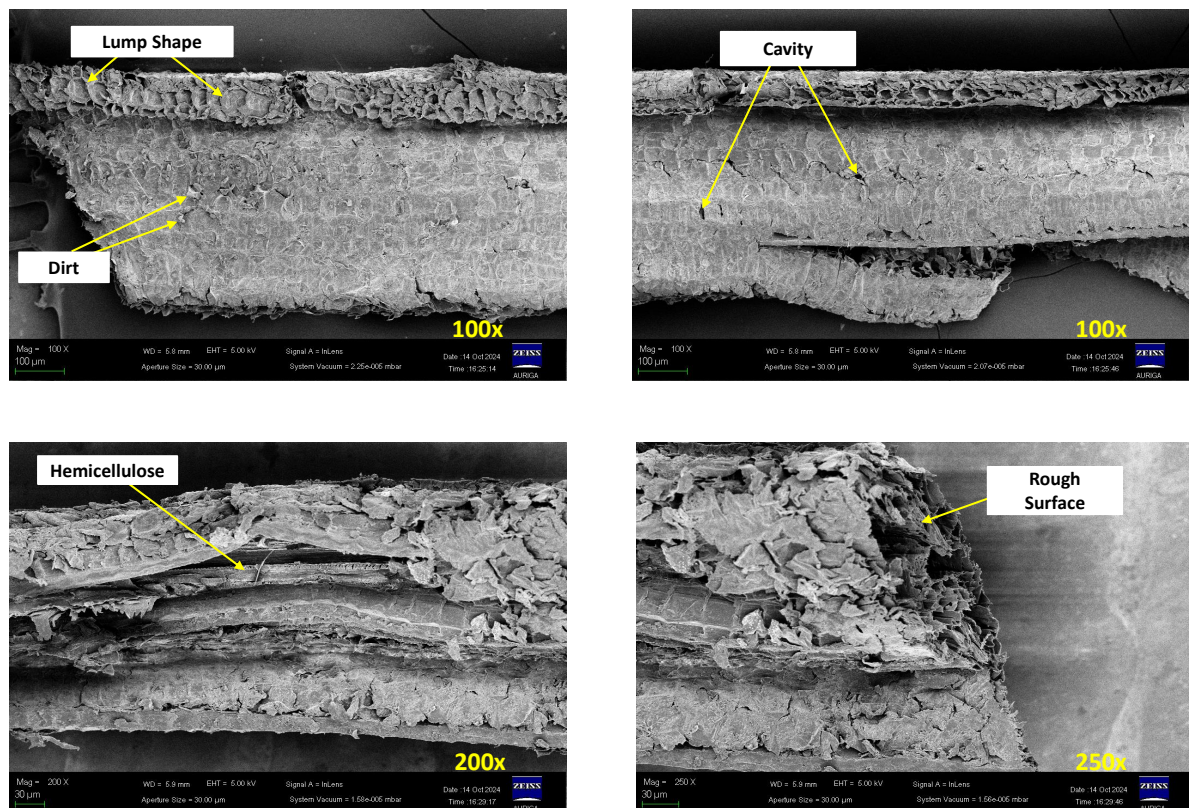 Lump Shape
Dirt
100x
Mag = 100 X
100 µm
WD = 5.8 mm
EHT = 5.00 kV
Aperture Size = 30.00 µm
Signal A = InLens
System Vacuum = 2.25e-005 mbar
Date :14 Oct 2024
Time :16:25:14
ZEISS
AURIGA
Cavity
100x
Mag = 100 X
100 µm
WD = 5.8 mm
EHT = 5.00 kV
Aperture Size = 30.00 µm
Signal A = InLens
System Vacuum = 2.07e-005 mbar
Date :14 Oct 2024
Time :16:25:46
ZEISS
AURIGA
Hemicellulose
200x
Mag = 200 X
30 µm
WD = 5.9 mm
EHT = 5.00 kV
Aperture Size = 30.00 µm
Signal A = InLens
System Vacuum = 1.58e-005 mbar
Date :14 Oct 2024
Time :16:29:17
ZEISS
AURIGA
Rough
Surface
250x
Mag = 250 X
30 µm
WD = 5.9 mm
EHT = 5.00 kV
Aperture Size = 30.00 µm
Signal A = InLens
System Vacuum = 1.56e-005 mbar
Date :14 Oct 2024
Time :16:29:46
ZEISS
AURIGA